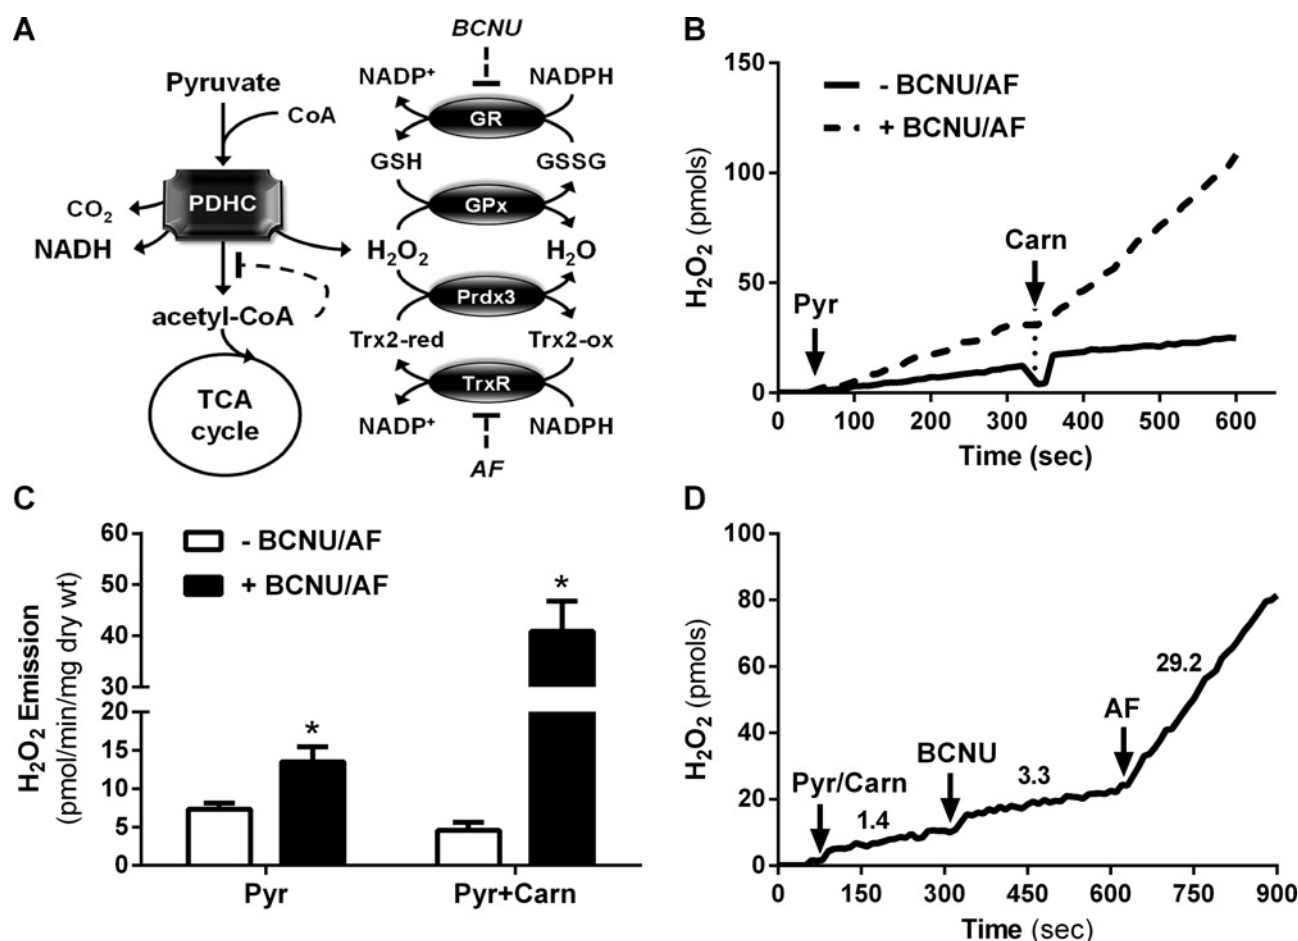 A
BCNU
NADP⁺
NADPH
Pyruvate
CoA
GR
GSH
GSSG
PDHC
GPx
CO₂
NADH
H₂O₂
H₂O
Prdx3
acetyl-CoA
Trx2-red
Trx2-ox
TrxR
TCA
cycle
NADP⁺
NADPH
AF
B
150
100
50
0
H₂O₂ (pmols)
- BCNU/AF
+ BCNU/AF
Carn
Pyr
0 100 200 300 400 500 600
Time (sec)
C
60
50
40
30
20
15
10
5
0
H₂O₂ Emission
(pmol/min/mg dry wt)
- BCNU/AF
+ BCNU/AF
*
*
Pyr Pyr+Carn
D
100
80
60
40
20
0
H₂O₂ (pmols)
29.2
AF
BCNU
3.3
Pyr/Carn
1.4
0 150 300 450 600 750 900
Time (sec)